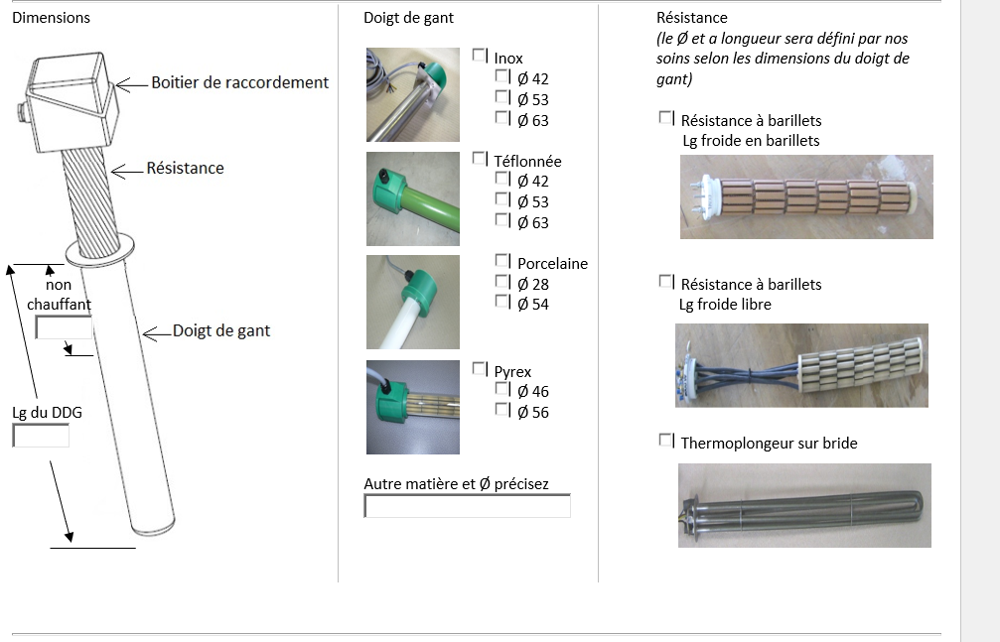 Dimensions
Boitier de raccordement
Résistance
non
chauffant
Doigt de gant
Lg du DDG
Doigt de gant
Inox
Ø 42
Ø 53
Ø 63
Téflonnée
Ø 42
Ø 53
Ø 63
Porcelaine
Ø 28
Ø 54
Pyrex
Ø 46
Ø 56
Autre matière et Ø précisez
Résistance
(le Ø et a longueur sera défini par nos
soins selon les dimensions du doigt de
gant)
Résistance à barillets
Lg froide en barillets
Résistance à barillets
Lg froide libre
Thermoplongeur sur bride